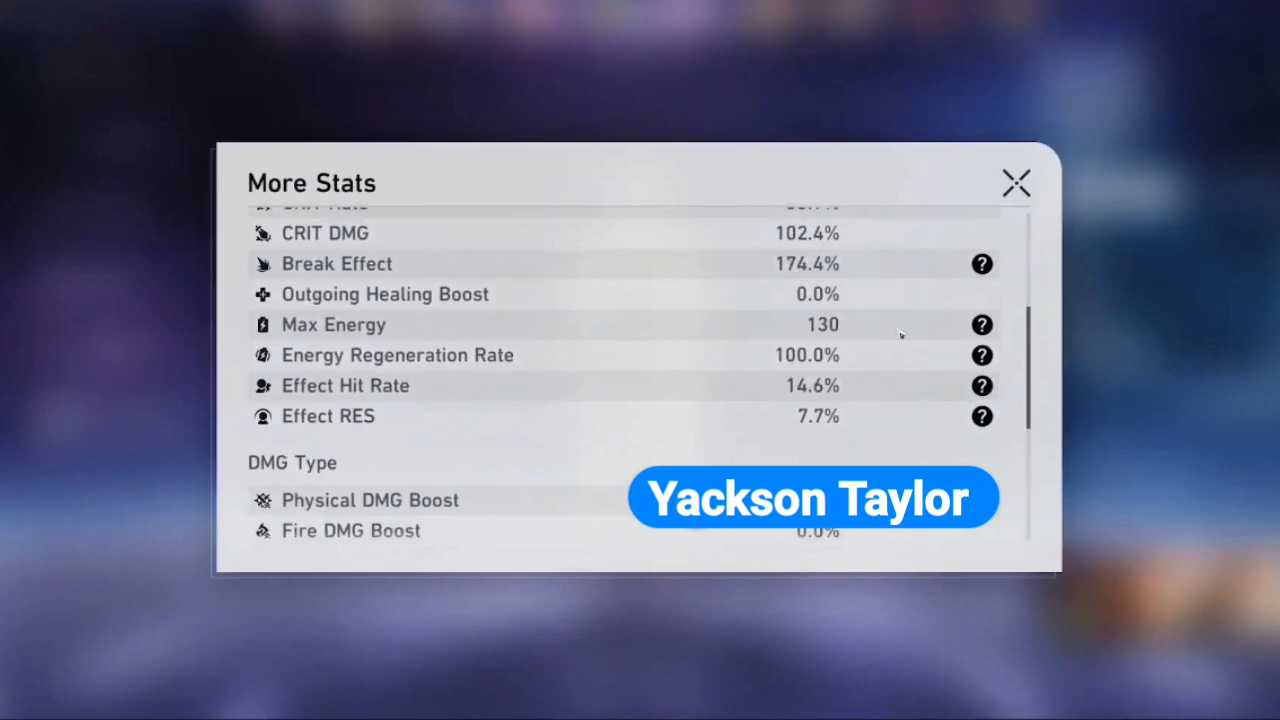 More Stats
CRIT DMG 102.4%
Break Effect 174.4% ?
Outgoing Healing Boost 0.0%
Max Energy 130 ?
Energy Regeneration Rate 100.0% ?
Effect Hit Rate 14.6% ?
Effect RES 7.7% ?
DMG Type
Physical DMG Boost
Yackson Taylor
Fire DMG Boost 0.0%